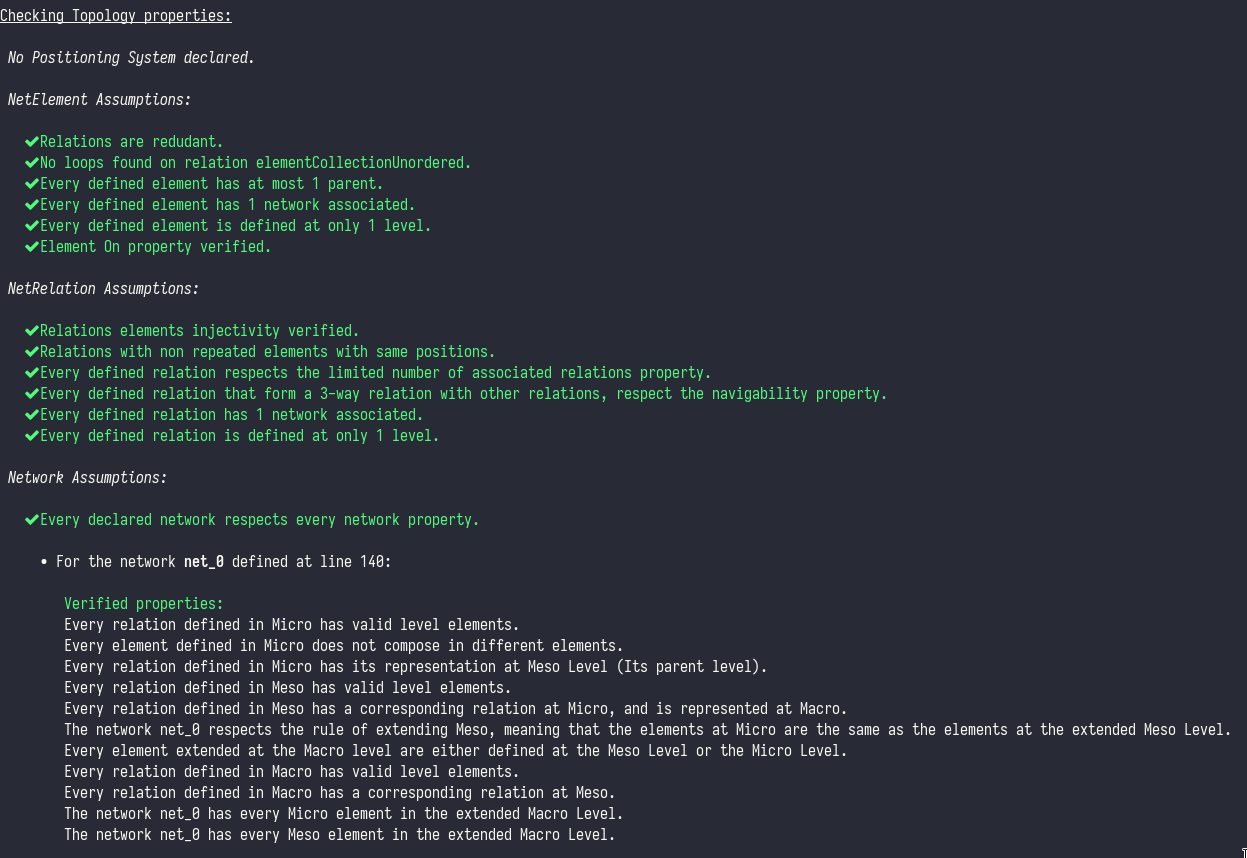 Checking Topology properties:
No Positioning System declared.
NetElement Assumptions:
✔Relations are redudant.
✔No loops found on relation elementCollectionUnordered.
✔Every defined element has at most 1 parent.
✔Every defined element has 1 network associated.
✔Every defined element is defined at only 1 level.
✔Element On property verified.
NetRelation Assumptions:
✔Relations elements injectivity verified.
✔Relations with non repeated elements with same positions.
✔Every defined relation respects the limited number of associated relations property.
✔Every defined relation that form a 3-way relation with other relations, respect the navigability property.
✔Every defined relation has 1 network associated.
✔Every defined relation is defined at only 1 level.
Network Assumptions:
✔Every declared network respects every network property.
• For the network net_0 defined at line 140:
Verified properties:
Every relation defined in Micro has valid level elements.
Every element defined in Micro does not compose in different elements.
Every relation defined in Micro has its representation at Meso Level (Its parent level).
Every relation defined in Meso has valid level elements.
Every relation defined in Meso has a corresponding relation at Micro, and is represented at Macro.
The network net_0 respects the rule of extending Meso, meaning that the elements at Micro are the same as the elements at the extended Meso Level.
Every element extended at the Macro level are either defined at the Meso Level or the Micro Level.
Every relation defined in Macro has valid level elements.
Every relation defined in Macro has a corresponding relation at Meso.
The network net_0 has every Micro element in the extended Macro Level.
The network net_0 has every Meso element in the extended Macro Level.